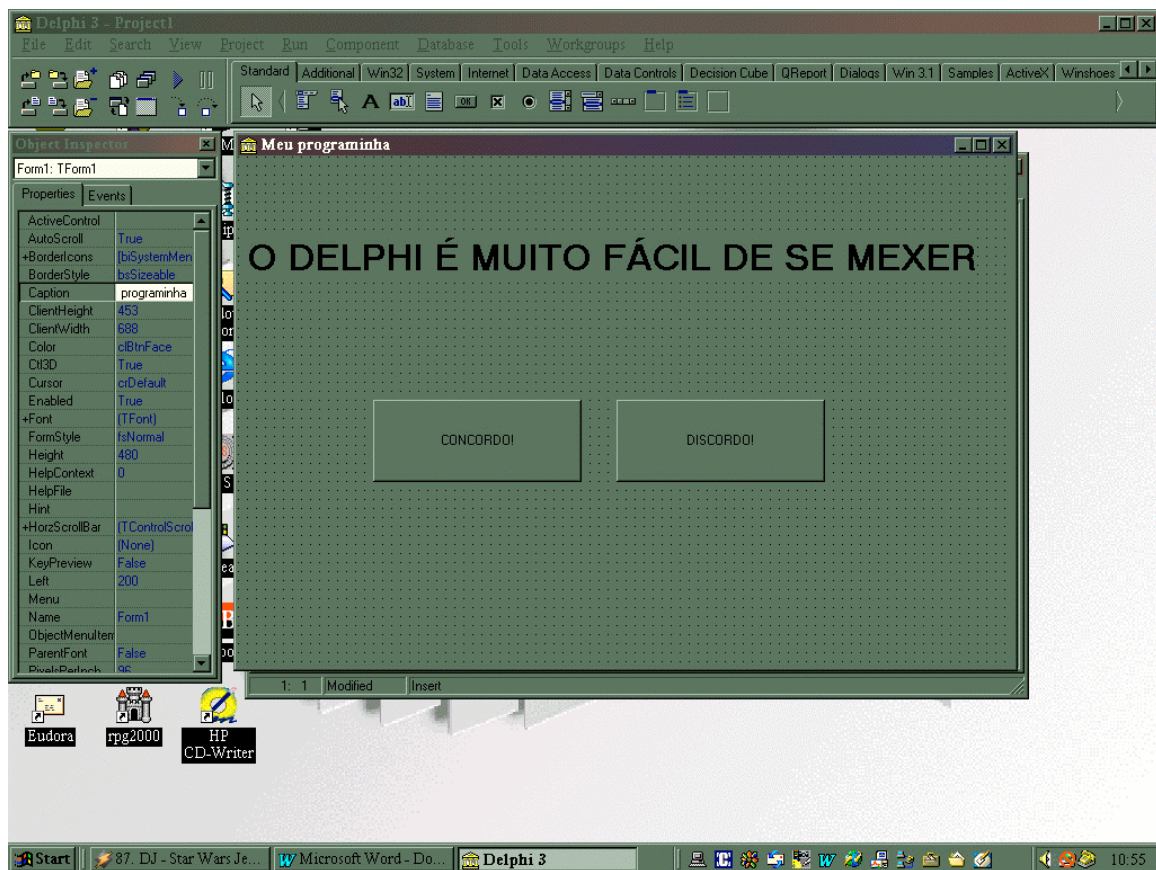 Delphi 3 - Project1
File Edit Search View Project Run Component Database Tools Workgroups Help
Standard Additional Win32 System Internet Data Access Data Controls Decision Cube QReport Dialogs Win 3.1 Samples ActiveX Winshoes
A ab OK
Object Inspector
Form1: TForm1
Properties Events
ActiveControl
AutoScroll True
+BorderIcons [biSystemMen
BorderStyle bsSizeable
Caption programinha
ClientHeight 453
ClientWidth 688
Color clBtnFace
Ctl3D True
Cursor crDefault
Enabled True
+Font (TFont)
FormStyle fsNormal
Height 480
HelpContext 0
HelpFile
Hint
+HorzScrollBar (TControlScrol
Icon (None)
KeyPreview False
Left 200
Menu
Name Form1
ObjectMenuItem
ParentFont False
PixelsPerInch 96
Meu programinha
O DELPHI É MUITO FÁCIL DE SE MEXER
CONCORDO!
DISCORDO!
1: 1 Modified Insert
Eudora
rpg2000
HP
CD-Writer
Start 87. DJ - Star Wars Je... Microsoft Word - Do... Delphi 3 10:55